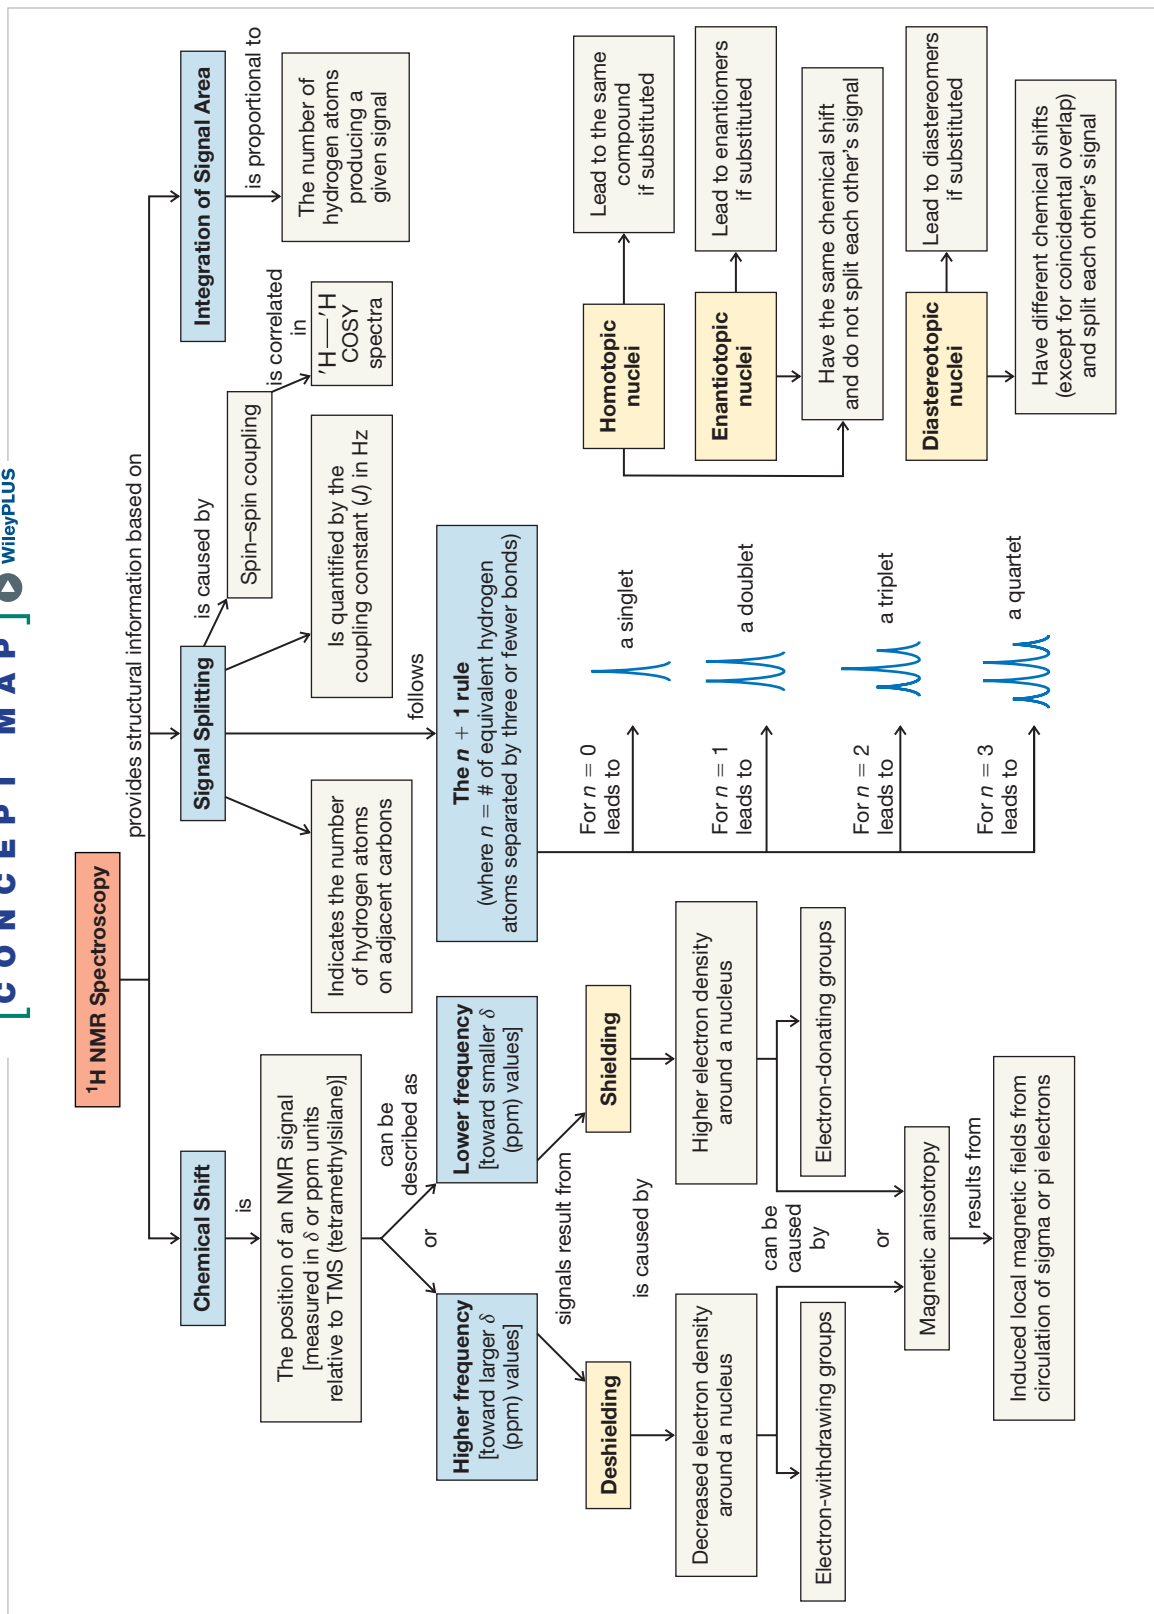 [CONCEPT MAP]
WileyPLUS
¹H NMR Spectroscopy
provides structural information based on
Chemical Shift
is
The position of an NMR signal
[measured in δ or ppm units
relative to TMS (tetramethylsilane)]
can be
described as
or
Higher frequency
[toward larger δ
(ppm) values]
Lower frequency
[toward smaller δ
(ppm) values]
signals result from
Deshielding
Shielding
is caused by
Decreased electron density
around a nucleus
Higher electron density
around a nucleus
can be
caused
by
Electron-withdrawing groups
or
Electron-donating groups
Magnetic anisotropy
results from
Induced local magnetic fields from
circulation of sigma or pi electrons
Signal Splitting
is caused by
Spin–spin coupling
is correlated
in
'H—'H
COSY
spectra
Indicates the number
of hydrogen atoms
on adjacent carbons
Is quantified by the
coupling constant (J) in Hz
follows
The n + 1 rule
(where n = # of equivalent hydrogen
atoms separated by three or fewer bonds)
For n = 0
leads to
a singlet
For n = 1
leads to
a doublet
For n = 2
leads to
a triplet
For n = 3
leads to
a quartet
Integration of Signal Area
is proportional to
The number of
hydrogen atoms
producing a
given signal
Homotopic
nuclei
Lead to the same
compound
if substituted
Enantiotopic
nuclei
Lead to enantiomers
if substituted
Have the same chemical shift
and do not split each other's signal
Diastereotopic
nuclei
Lead to diastereomers
if substituted
Have different chemical shifts
(except for coincidental overlap)
and split each other's signal